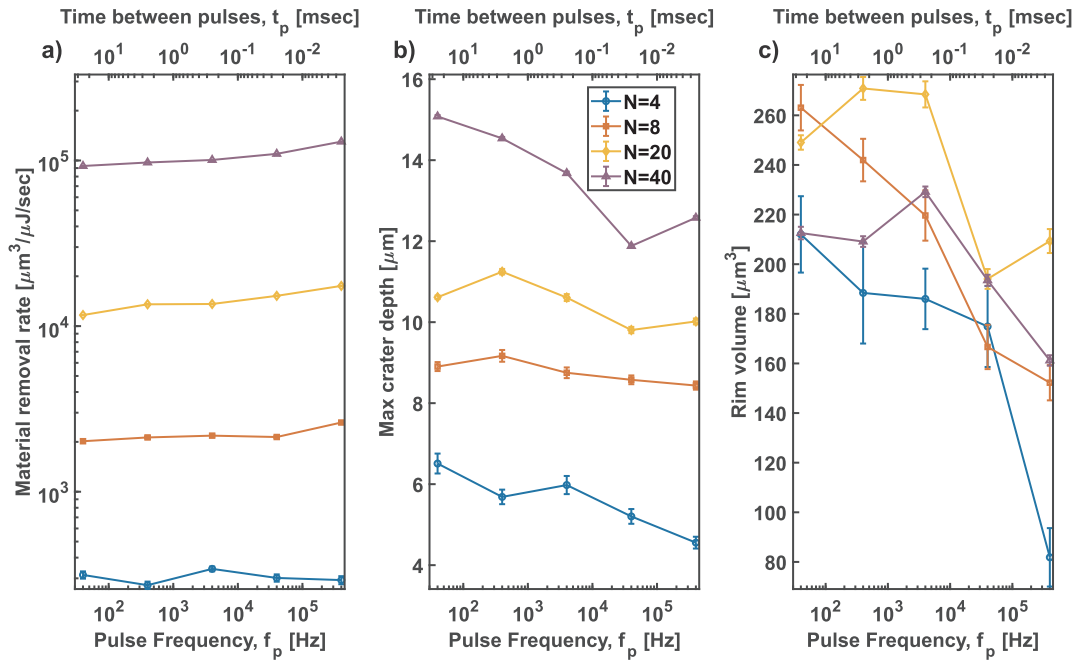 Time between pulses, t_p [msec]
a)
10^1 10^0 10^-1 10^-2
Material removal rate [μm^3/μJ/sec]
10^5
10^4
10^3
10^2 10^3 10^4 10^5
Pulse Frequency, f_p [Hz]
Time between pulses, t_p [msec]
b)
10^1 10^0 10^-1 10^-2
Max crater depth [μm]
16
14
12
10
8
6
4
N=4
N=8
N=20
N=40
10^2 10^3 10^4 10^5
Pulse Frequency, f_p [Hz]
Time between pulses, t_p [msec]
c)
10^1 10^0 10^-1 10^-2
Rim volume [μm^3]
260
240
220
200
180
160
140
120
100
80
10^2 10^3 10^4 10^5
Pulse Frequency, f_p [Hz]